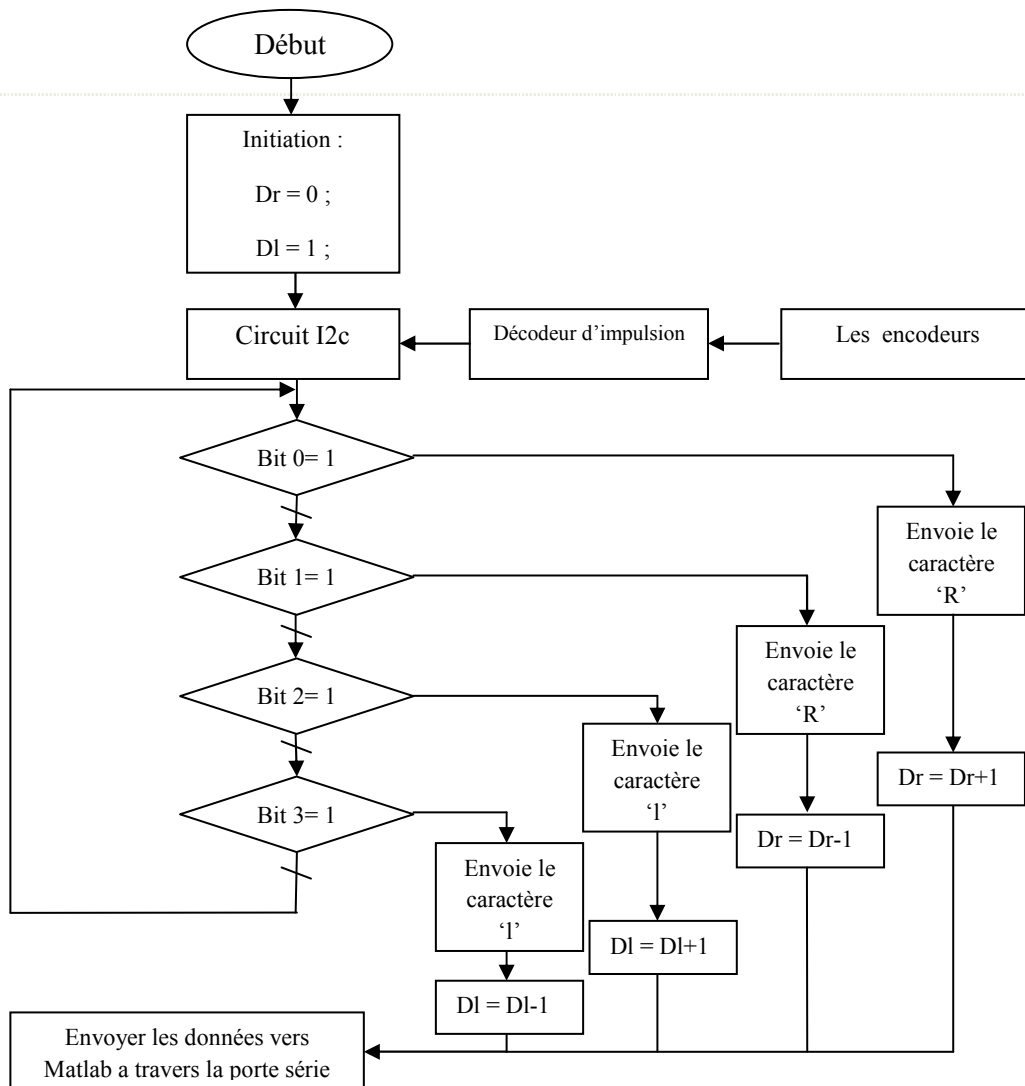 Début
Initiation :
Dr = 0 ;
Dl = 1 ;
Circuit I2c
Décodeur d’impulsion
Les encodeurs
Bit 0= 1
Envoie le
caractère
‘R’
Bit 1= 1
Envoie le
caractère
‘R’
Bit 2= 1
Envoie le
caractère
‘l’
Dr = Dr+1
Bit 3= 1
Dr = Dr-1
Envoie le
caractère
‘l’
Dl = Dl+1
Dl = Dl-1
Envoyer les données vers
Matlab a travers la porte série